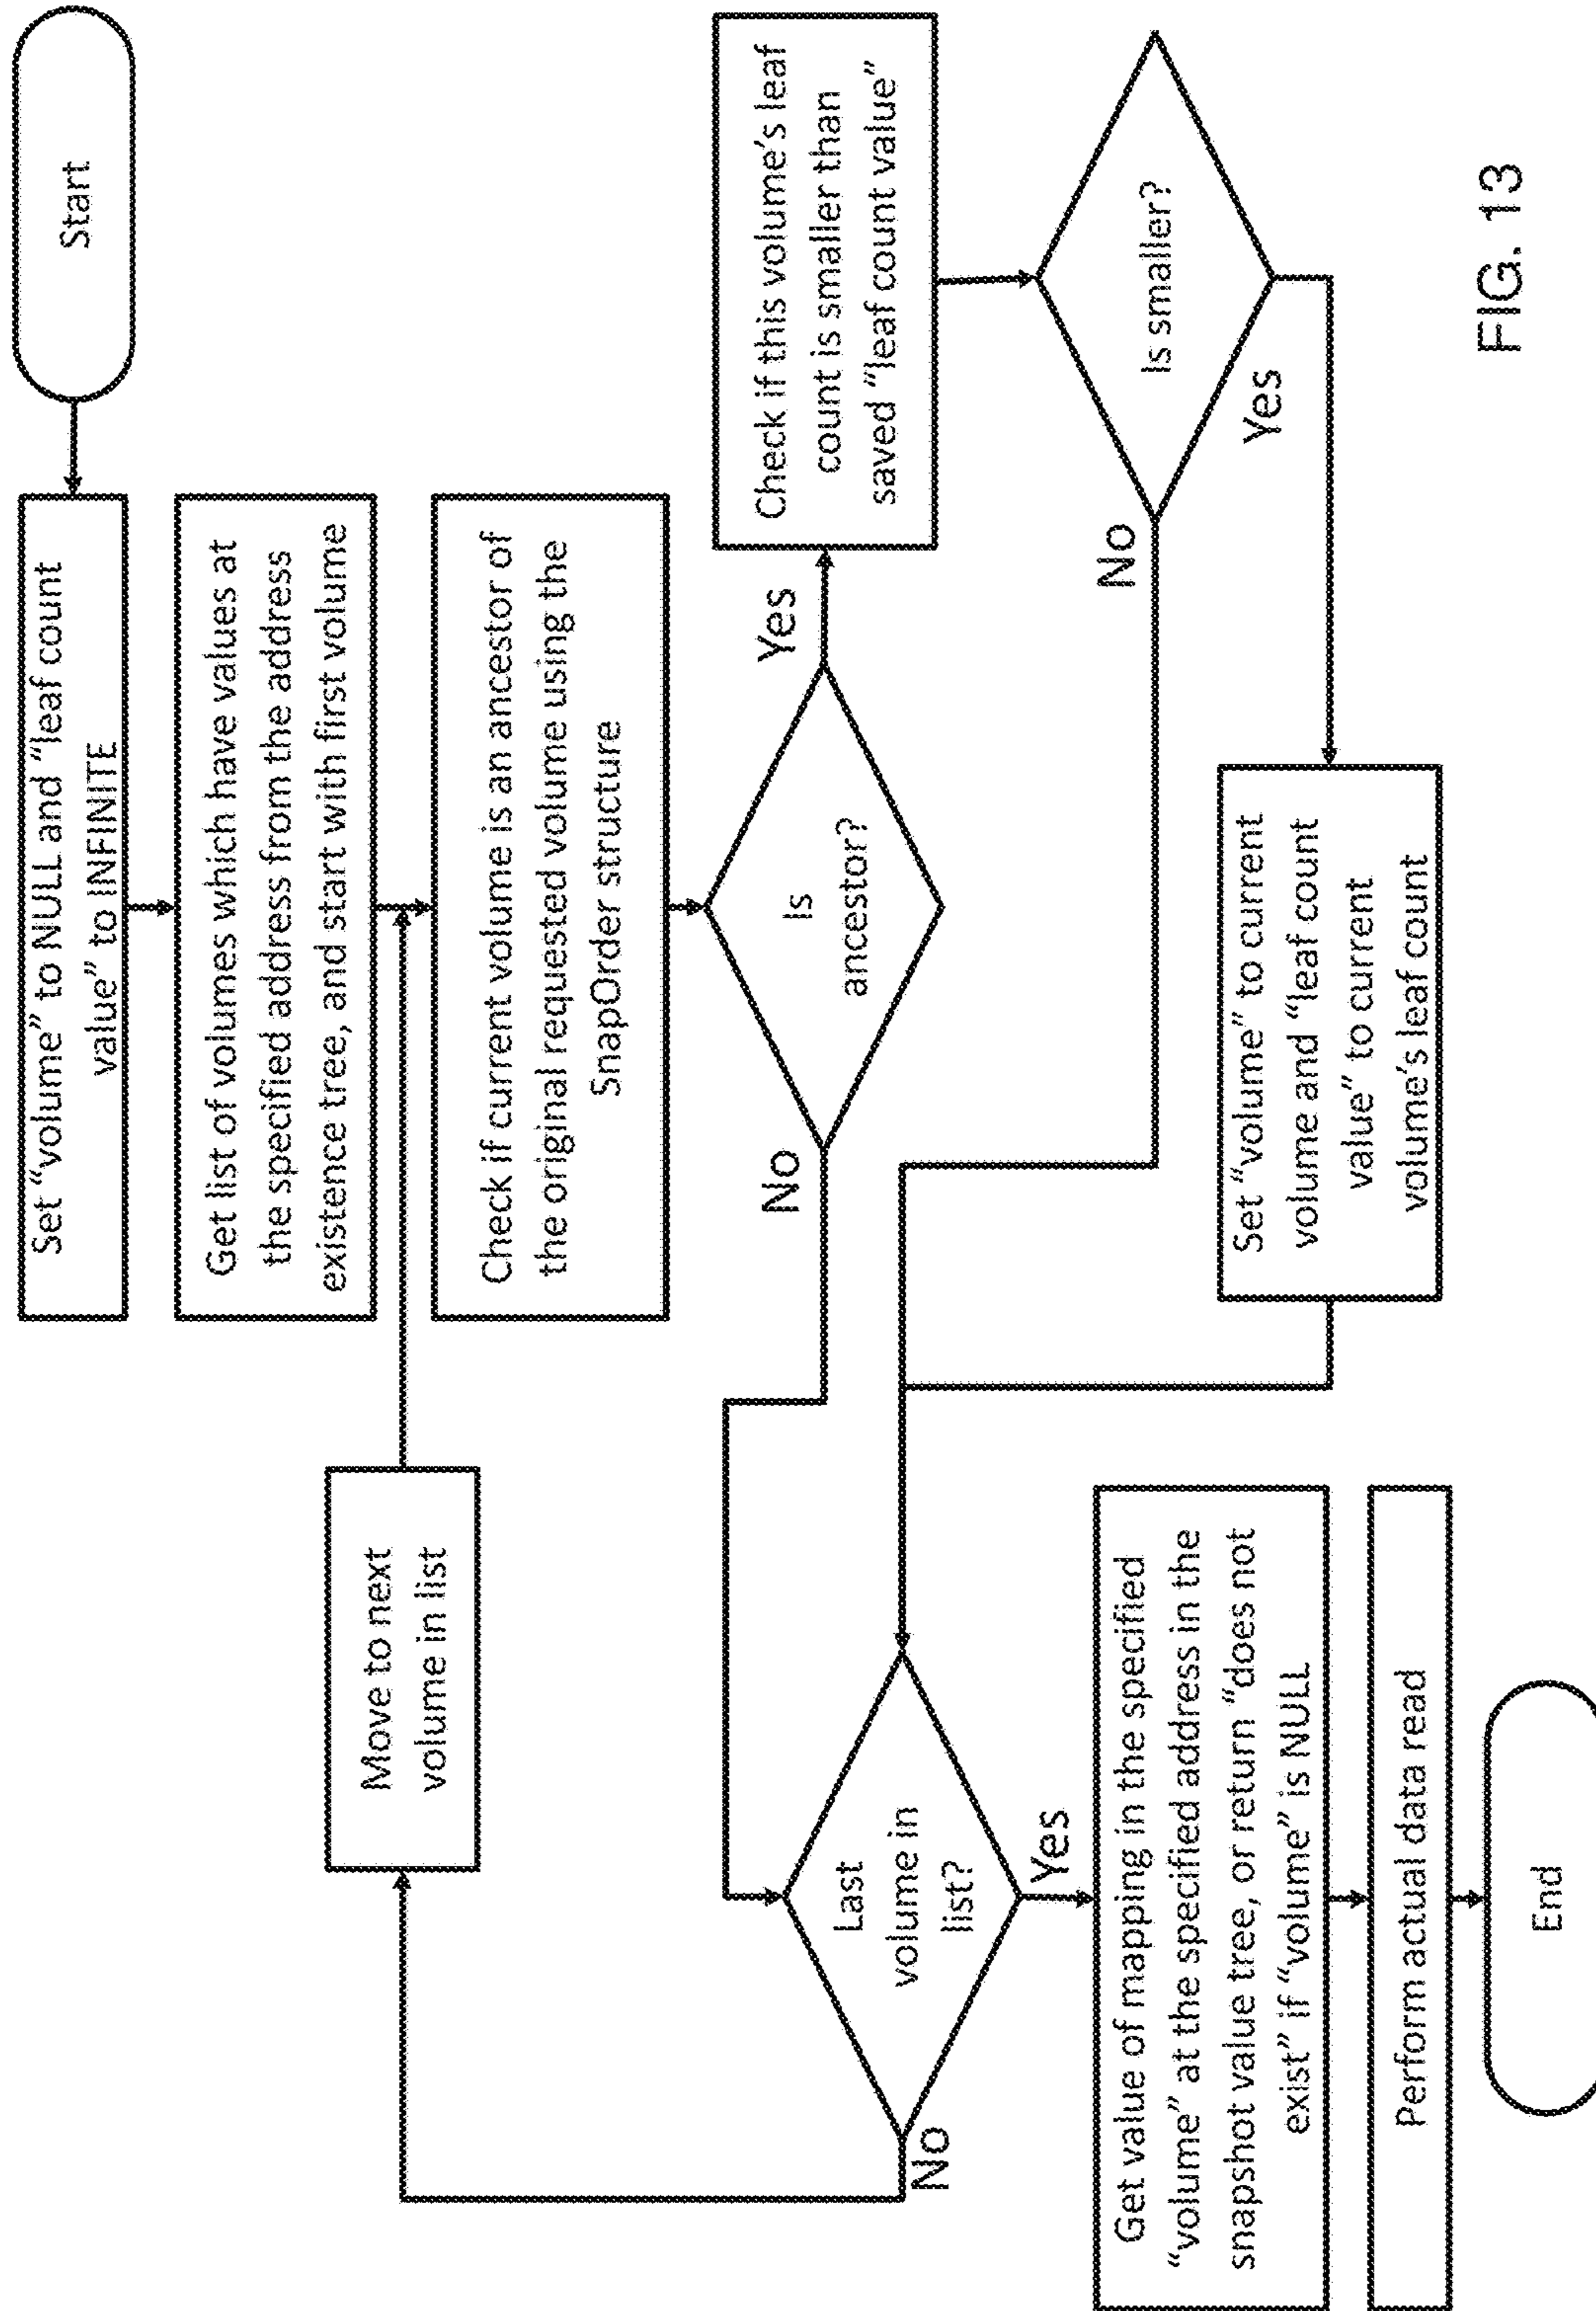 Start
Set "volume" to NULL and "leaf count
value" to INFINITE
Get list of volumes which have values at
the specified address from the address
existence tree, and start with first volume
Move to next
volume in list
Check if current volume is an ancestor of
the original requested volume using the
SnapOrder structure
Is
ancestor?
No
Yes
Check if this volume's leaf
count is smaller than
saved "leaf count value"
Is smaller?
No
Yes
Set "volume" to current
volume and "leaf count
value" to current
volume's leaf count
Last
volume in
list?
No
Yes
Get value of mapping in the specified
"volume" at the specified address in the
snapshot value tree, or return "does not
exist" if "volume" is NULL
Perform actual data read
End
FIG. 13